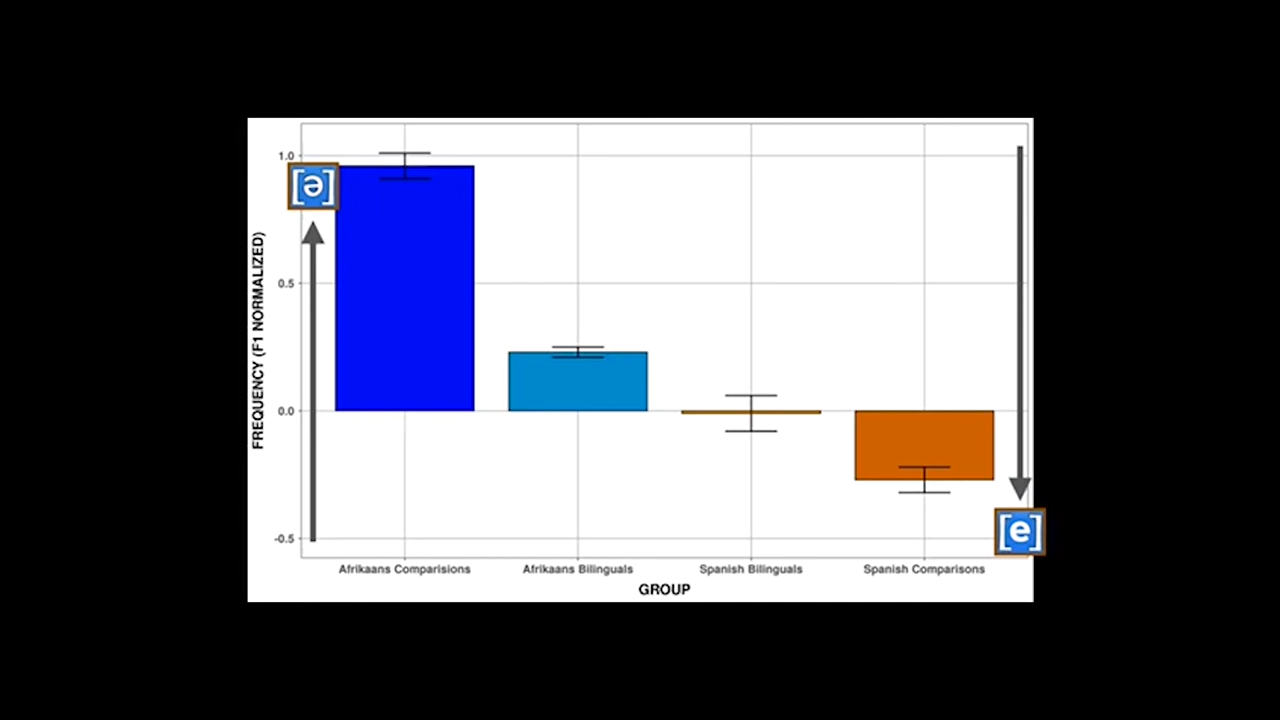 1.0
[ə]
0.5
0.0
-0.5
FREQUENCY (F1 NORMALIZED)
[e]
Afrikaans Comparisions
Afrikaans Bilinguals
Spanish Bilinguals
Spanish Comparisons
GROUP